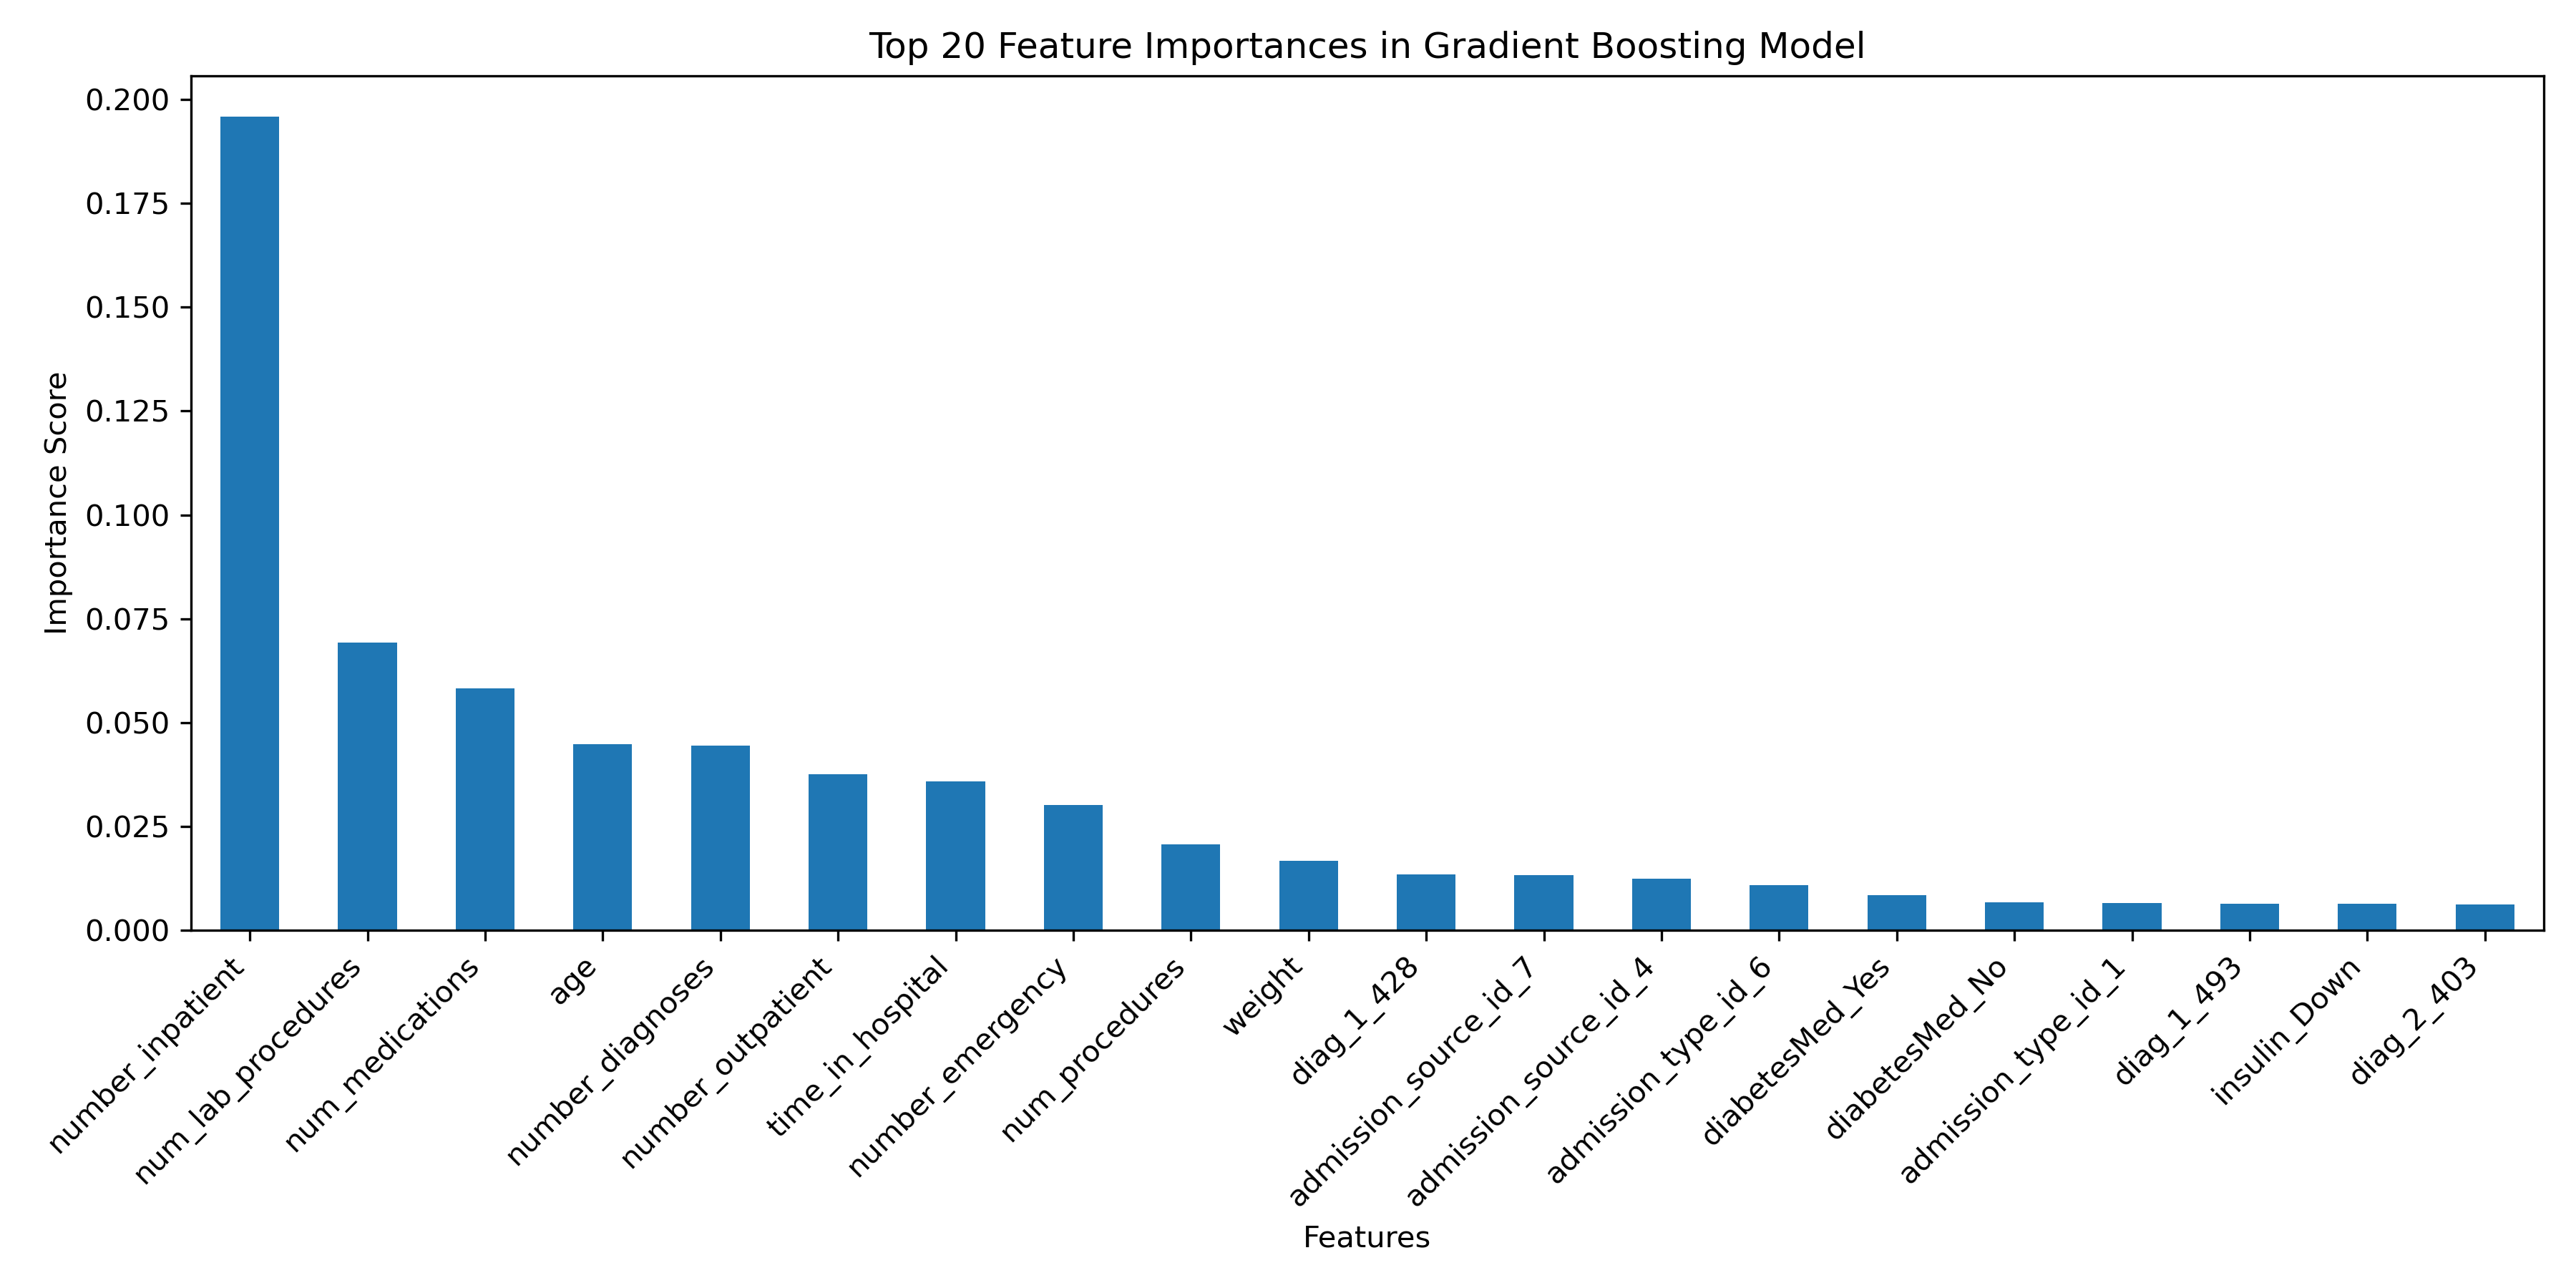 Top 20 Feature Importances in Gradient Boosting Model
Importance Score
0.200
0.175
0.150
0.125
0.100
0.075
0.050
0.025
0.000
number_inpatient
num_lab_procedures
num_medications
age
number_diagnoses
number_outpatient
time_in_hospital
number_emergency
num_procedures
weight
diag_1_428
admission_source_id_7
admission_source_id_4
admission_type_id_6
diabetesMed_Yes
diabetesMed_No
admission_type_id_1
diag_1_493
insulin_Down
diag_2_403
Features